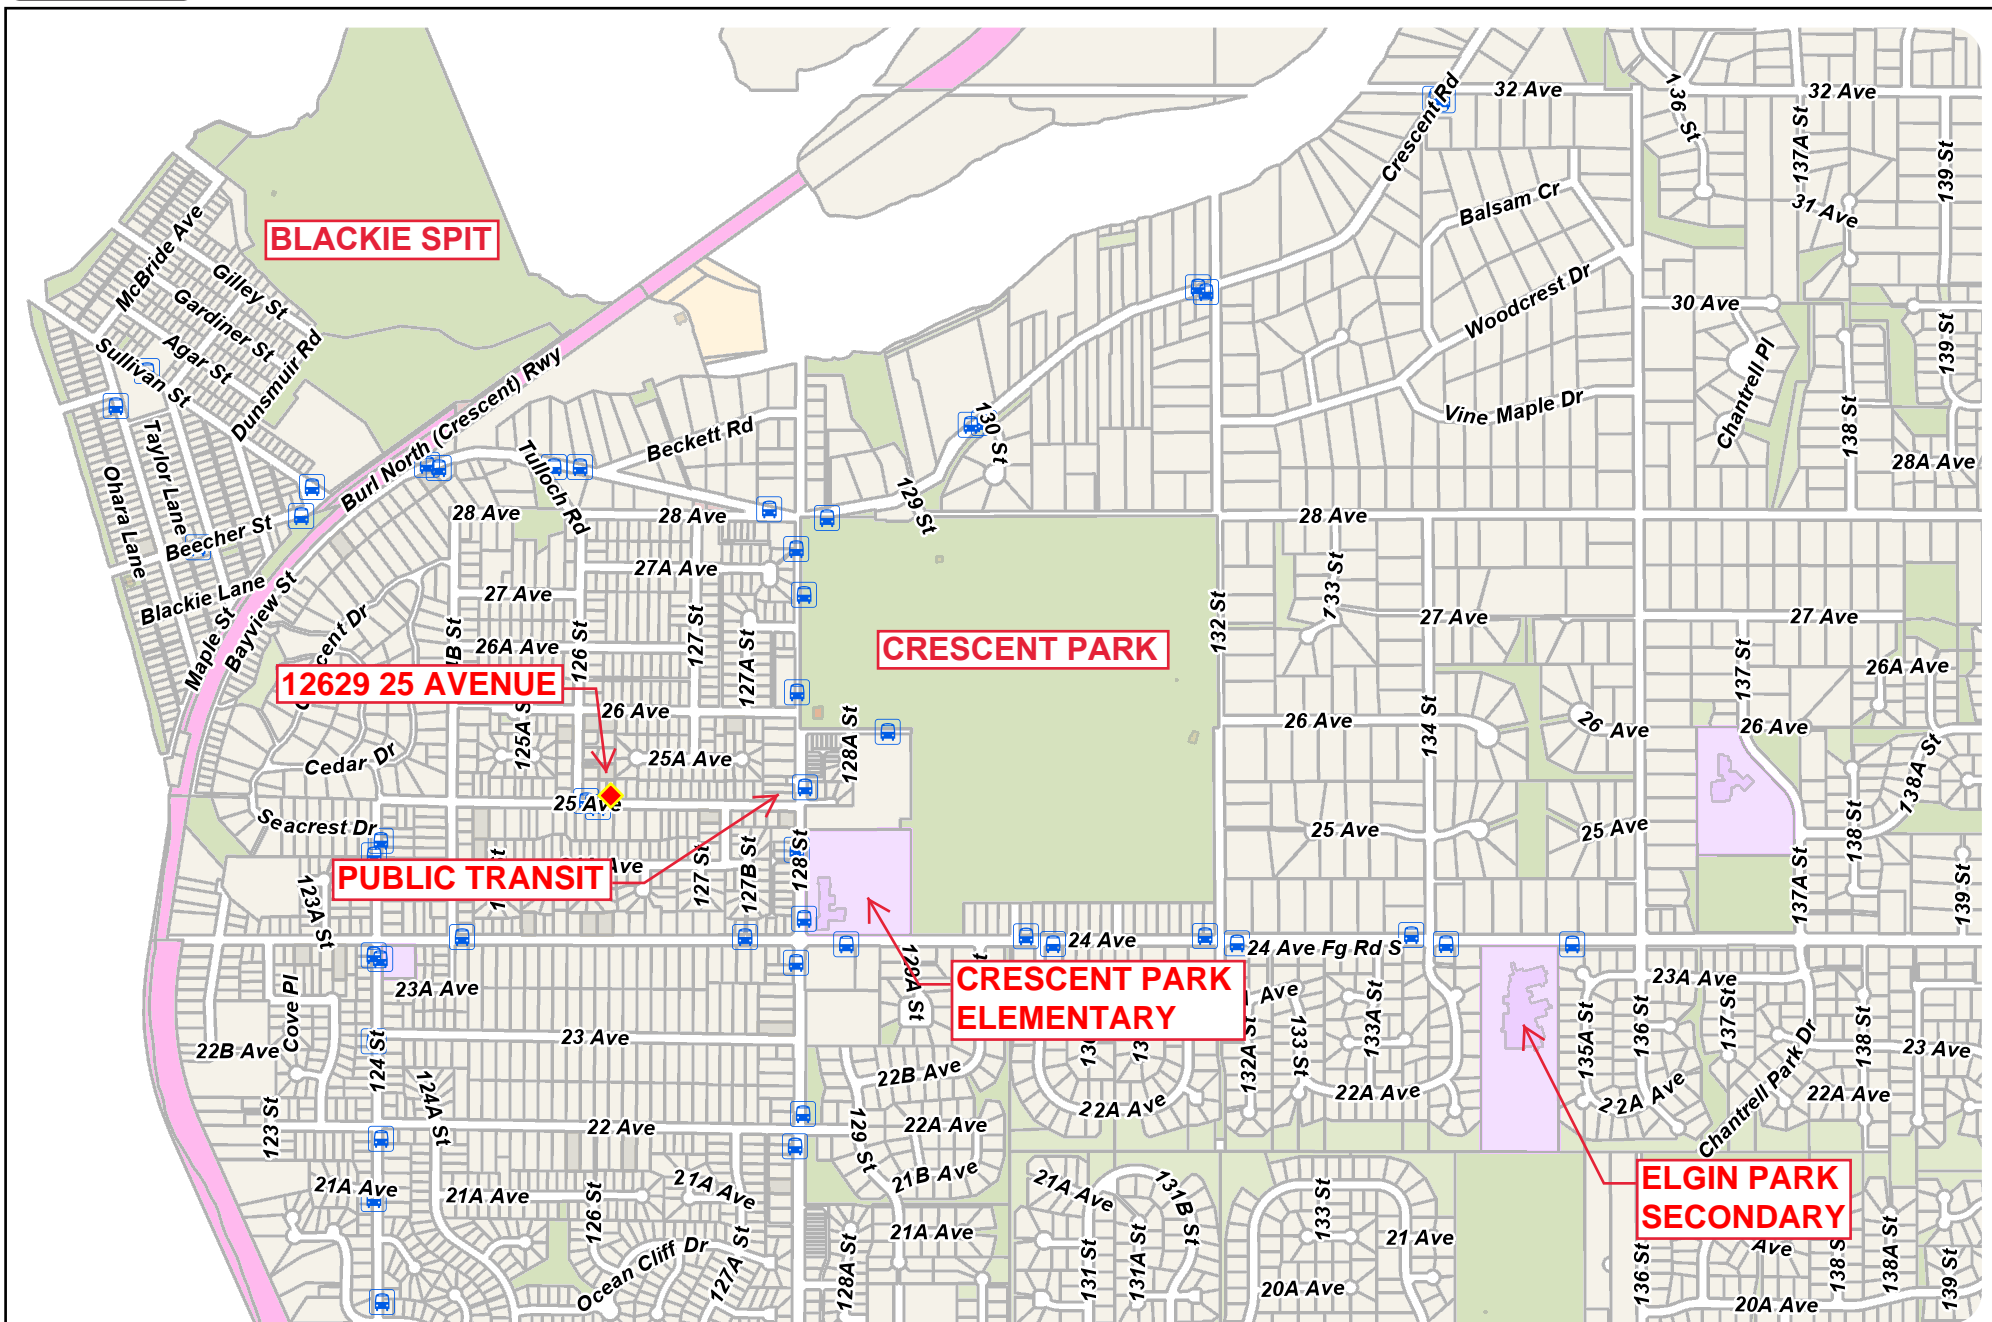 32 Ave
32 Ave
136 St
137A St
139 St
Crescent Rd
Balsam Cr
31 Ave
McBride Ave
BLACKIE SPIT
Gilley St
Gardiner St
Agar St
Sullivan St
Dunsmuir Rd
Woodcrest Dr
30 Ave
139 St
Chantrell Pl
Burl North (Crescent) Rwy
Vine Maple Dr
138 St
Beckett Rd
130 St
Tulloch Rd
Taylor Lane
Ohara Lane
28A Ave
129 St
28 Ave
28 Ave
28 Ave
Beecher St
27A Ave
133 St
Blackie Lane
27 Ave
Maple St
Bayview St
126 St
127 St
127A St
132 St
27 Ave
27 Ave
26A Ave
CRESCENT PARK
137 St
26A Ave
12629 25 AVENUE
26 Ave
26 Ave
134 St
26 Ave
26 Ave
128A St
Cedar Dr
25A Ave
138A St
25 Ave
Seacrest Dr
25 Ave
25 Ave
138 St
PUBLIC TRANSIT
127 St
127B St
128 St
137A St
139 St
123A St
24 Ave
24 Ave Fg Rd S
129A St
CRESCENT PARK
ELEMENTARY
23A Ave
23A Ave
Cove Pl
22B Ave
124 St
23 Ave
133 St
133A St
132A St
135A St
136 St
137 St
Chantrell Park Dr
138 St
23 Ave
124A St
22B Ave
22A Ave
22A Ave
22A Ave
22A Ave
123 St
22 Ave
129 St
22A Ave
21B Ave
21A Ave
21A Ave
21A Ave
21A Ave
131B St
133 St
ELGIN PARK
SECONDARY
126 St
Ocean Cliff Dr
127A St
128A St
21A Ave
131 St
131A St
21 Ave
20A Ave
136 St
Ave
138A St
139 St
20A Ave